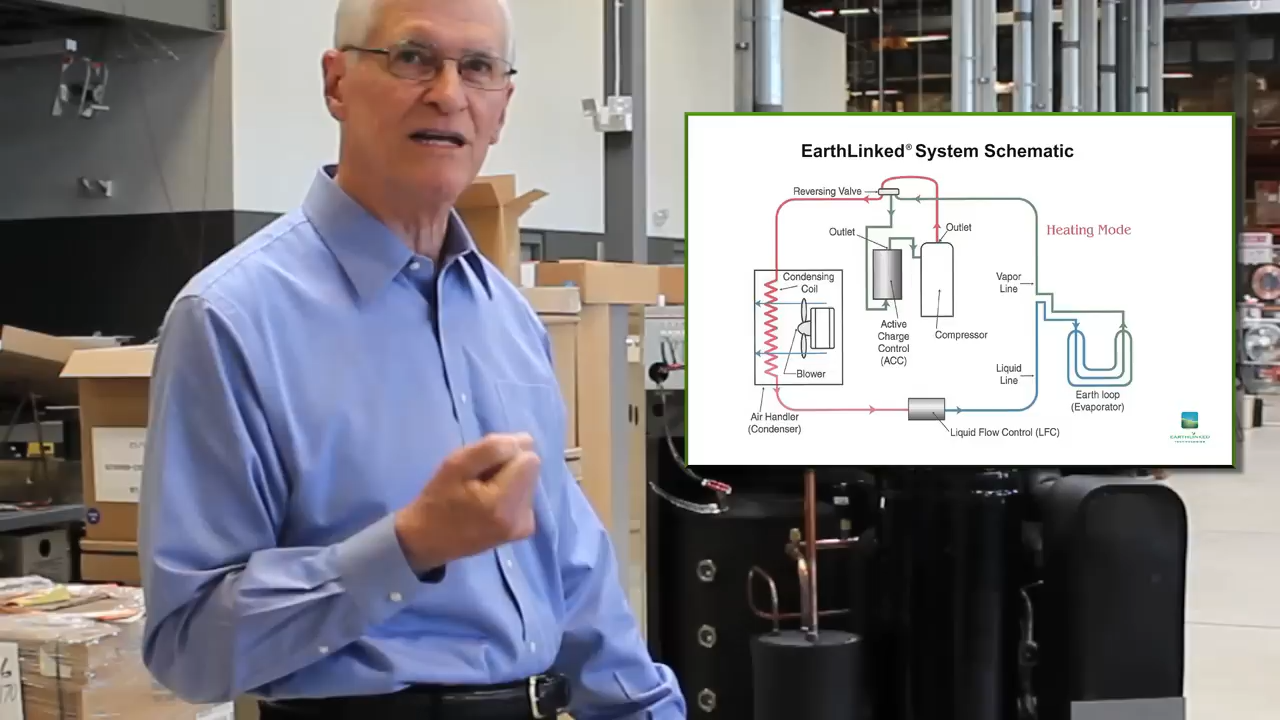 EarthLinked® System Schematic
Reversing Valve
Outlet
Outlet
Heating Mode
Condensing
Coil
Vapor
Line
Active
Charge
Control
(ACC)
Compressor
Blower
Liquid
Line
Earth loop
(Evaporator)
Air Handler
(Condenser)
Liquid Flow Control (LFC)
EARTHLINKED